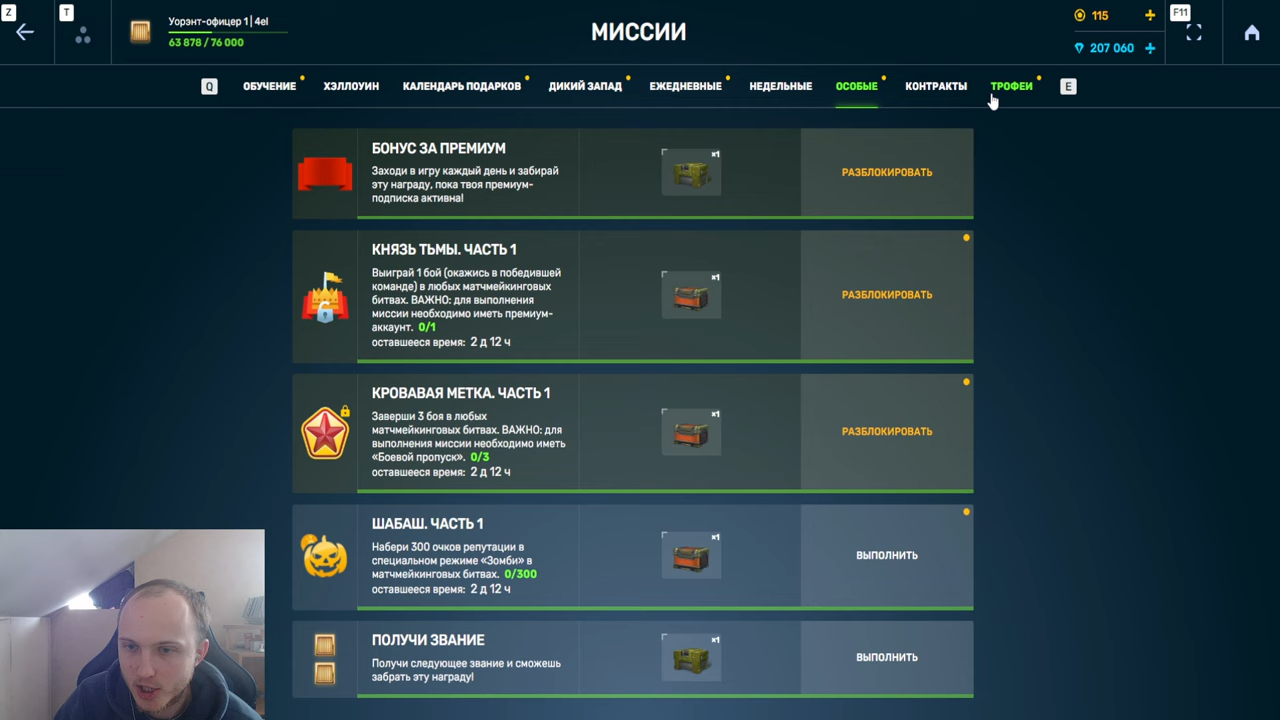 Z
T
Уорэнт-офицер 1 | 4el
63 878 / 76 000
МИССИИ
115
207 060
F11
Q
ОБУЧЕНИЕ
ХЭЛЛОУИН
КАЛЕНДАРЬ ПОДАРКОВ
ДИКИЙ ЗАПАД
ЕЖЕДНЕВНЫЕ
НЕДЕЛЬНЫЕ
ОСОБЫЕ
КОНТРАКТЫ
ТРОФЕИ
E
БОНУС ЗА ПРЕМИУМ
Заходи в игру каждый день и забирай
эту награду, пока твоя премиум-
подписка активна!
x1
РАЗБЛОКИРОВАТЬ
КНЯЗЬ ТЬМЫ. ЧАСТЬ 1
Выиграй 1 бой (окажись в победившей
команде) в любых матчмейкинговых
битвах. ВАЖНО: для выполнения
миссии необходимо иметь премиум-
аккаунт. 0/1
оставшееся время: 2 д 12 ч
x1
РАЗБЛОКИРОВАТЬ
КРОВАВАЯ МЕТКА. ЧАСТЬ 1
Заверши 3 боя в любых
матчмейкинговых битвах. ВАЖНО: для
выполнения миссии необходимо иметь
«Боевой пропуск». 0/3
оставшееся время: 2 д 12 ч
x1
РАЗБЛОКИРОВАТЬ
ШАБАШ. ЧАСТЬ 1
Набери 300 очков репутации в
специальном режиме «Зомби» в
матчмейкинговых битвах. 0/300
оставшееся время: 2 д 12 ч
x1
ВЫПОЛНИТЬ
ПОЛУЧИ ЗВАНИЕ
Получи следующее звание и сможешь
забрать эту награду!
x1
ВЫПОЛНИТЬ